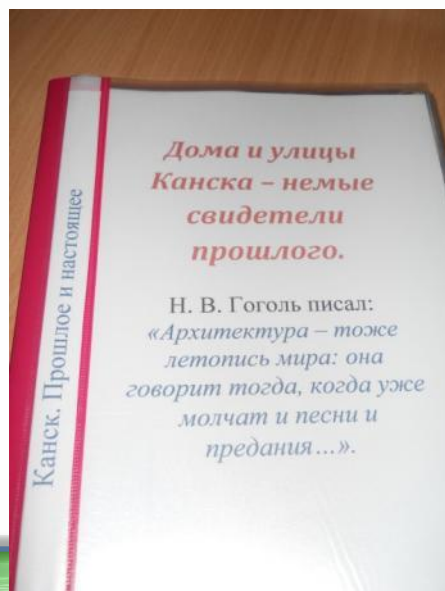 Дома и улицы
Канска – немые
свидетели
прошлого.
Н. В. Гоголь писал:
«Архитектура – тоже
летопись мира: она
говорит тогда, когда уже
молчат и песни и
предания...».
Канск. Прошлое и настоящее